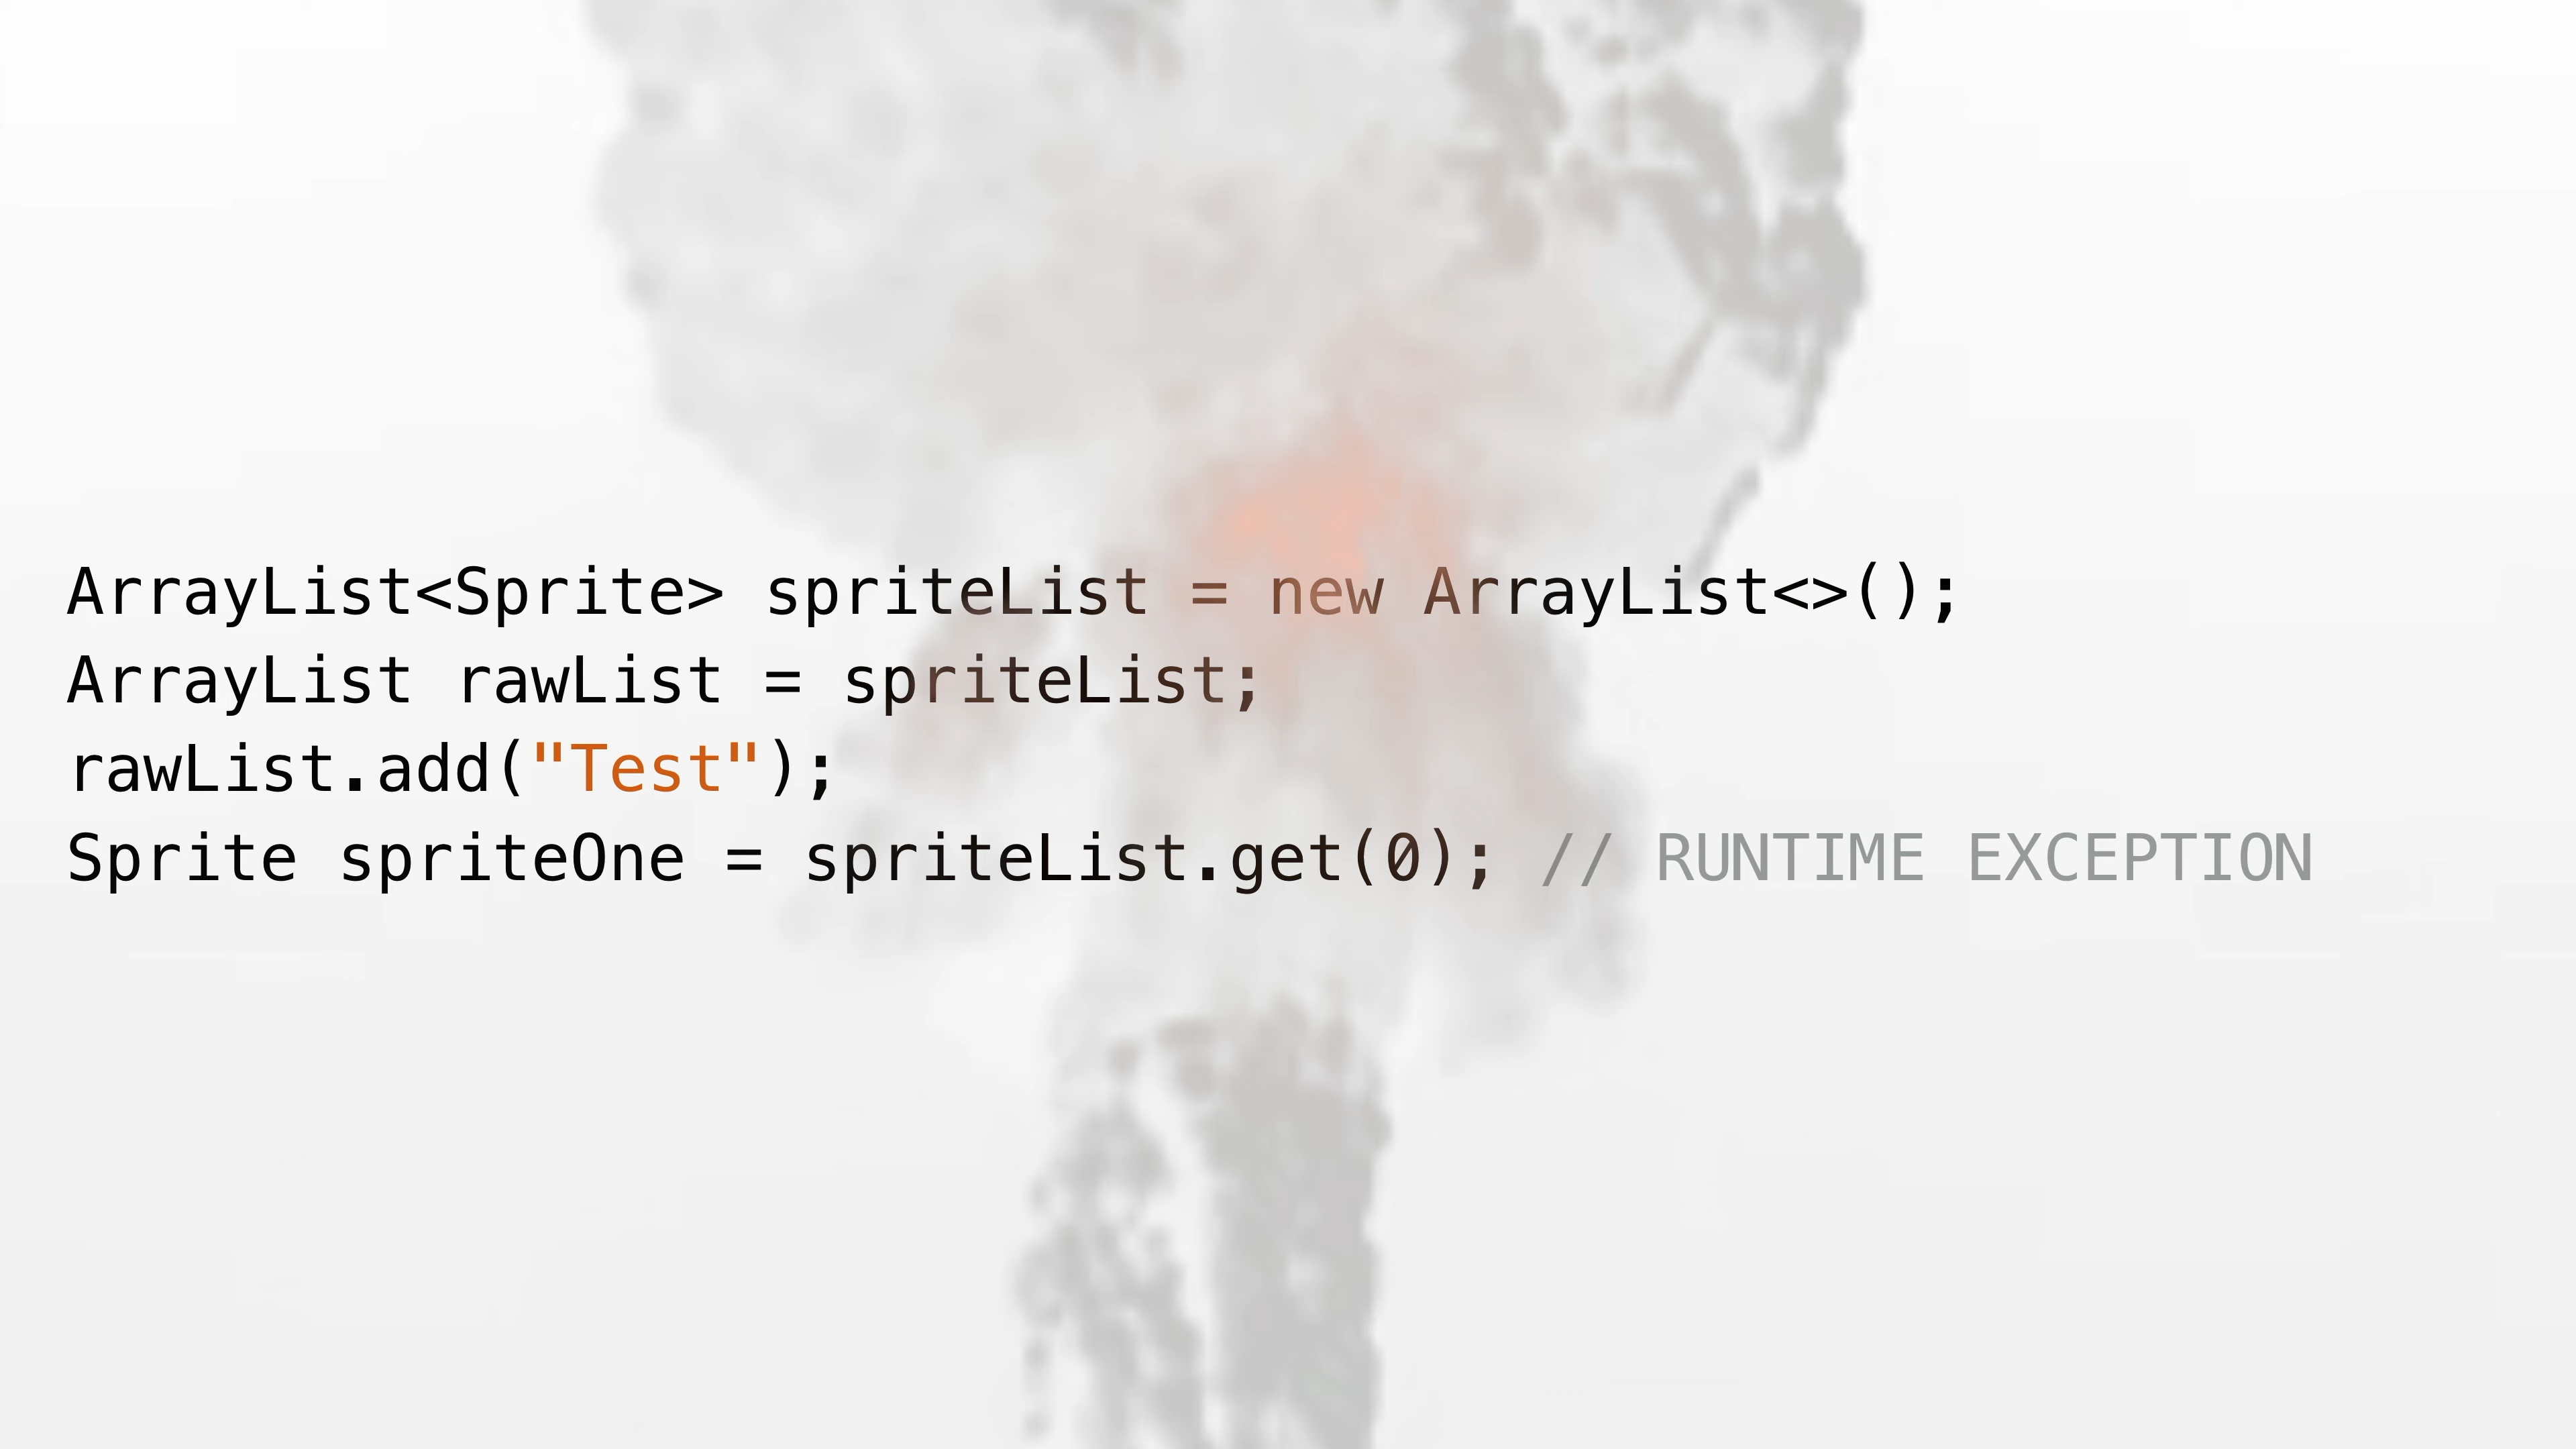 ArrayList<Sprite> spriteList = new ArrayList<>();
ArrayList rawList = spriteList;
rawList.add("Test");
Sprite spriteOne = spriteList.get(0); // RUNTIME EXCEPTION